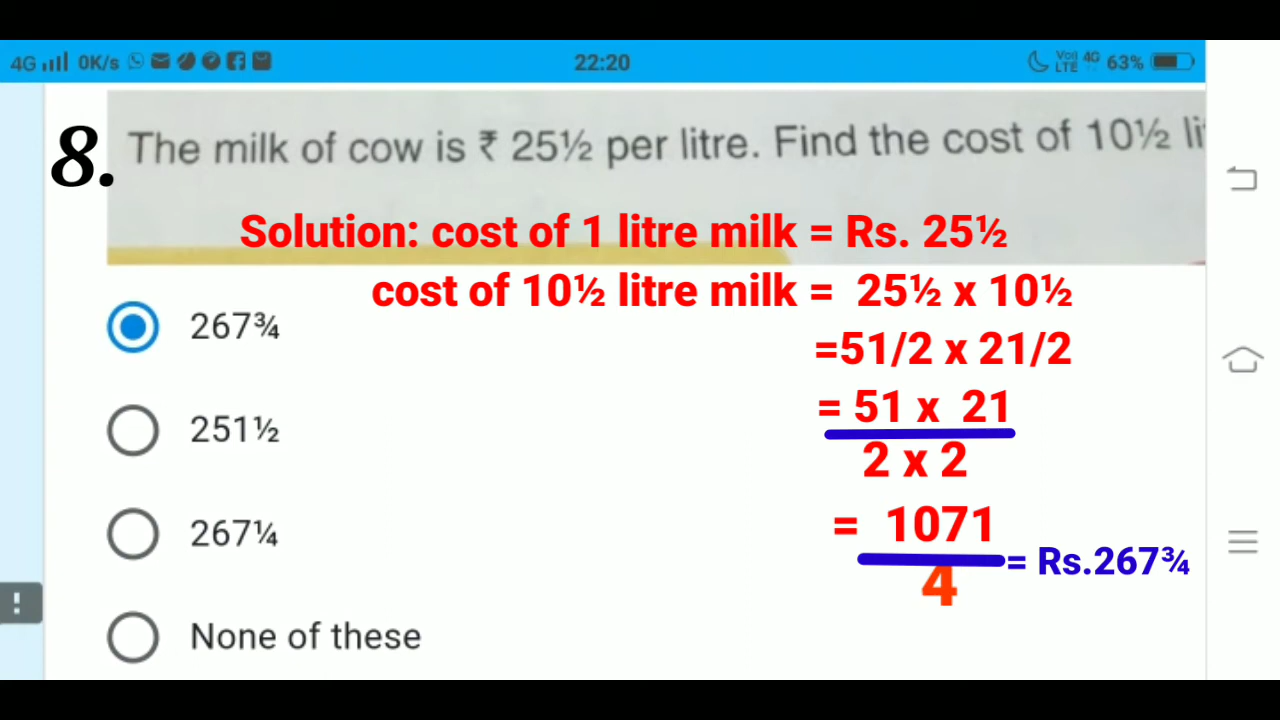 4G 0K/s 22:20 Vo) LTE 4G 63%
8. The milk of cow is ₹ 25½ per litre. Find the cost of 10½
Solution: cost of 1 litre milk = Rs. 25½
cost of 10½ litre milk = 25½ x 10½
267¾
=51/2 x 21/2
251½
= 51 x 21
2 x 2
267¼
= 1071
4
= Rs.267¾
!
None of these